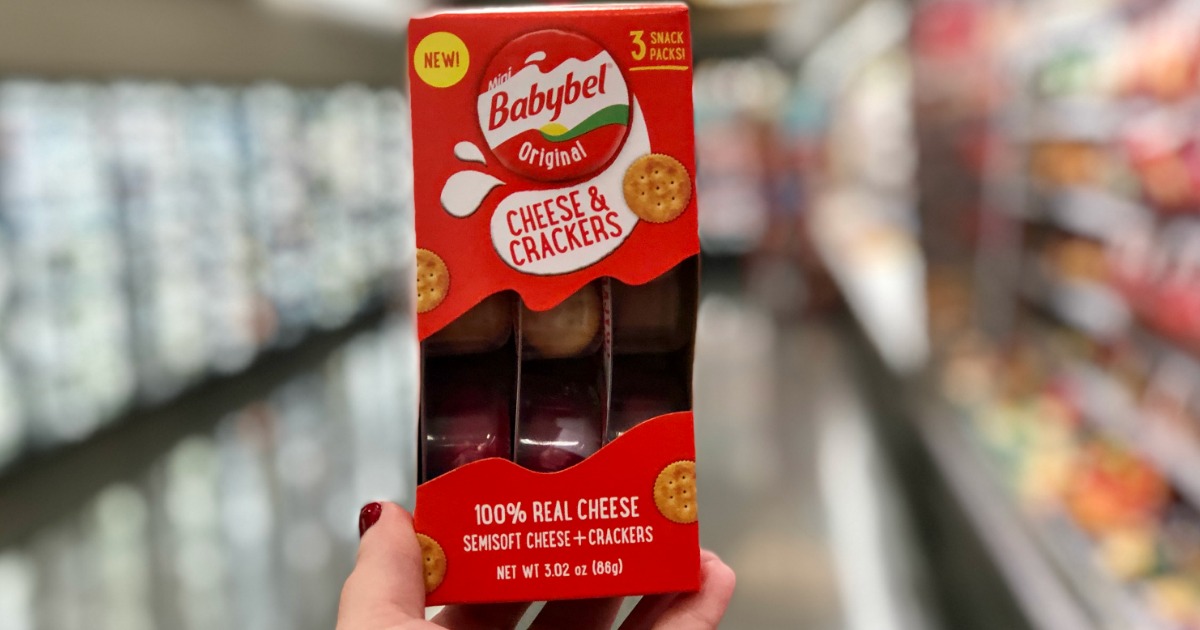 NEW!
3 SNACK
PACKS!
Mini
Babybel®
Original
CHEESE &
CRACKERS
100% REAL CHEESE
SEMISOFT CHEESE+CRACKERS
NET WT 3.02 oz (86g)